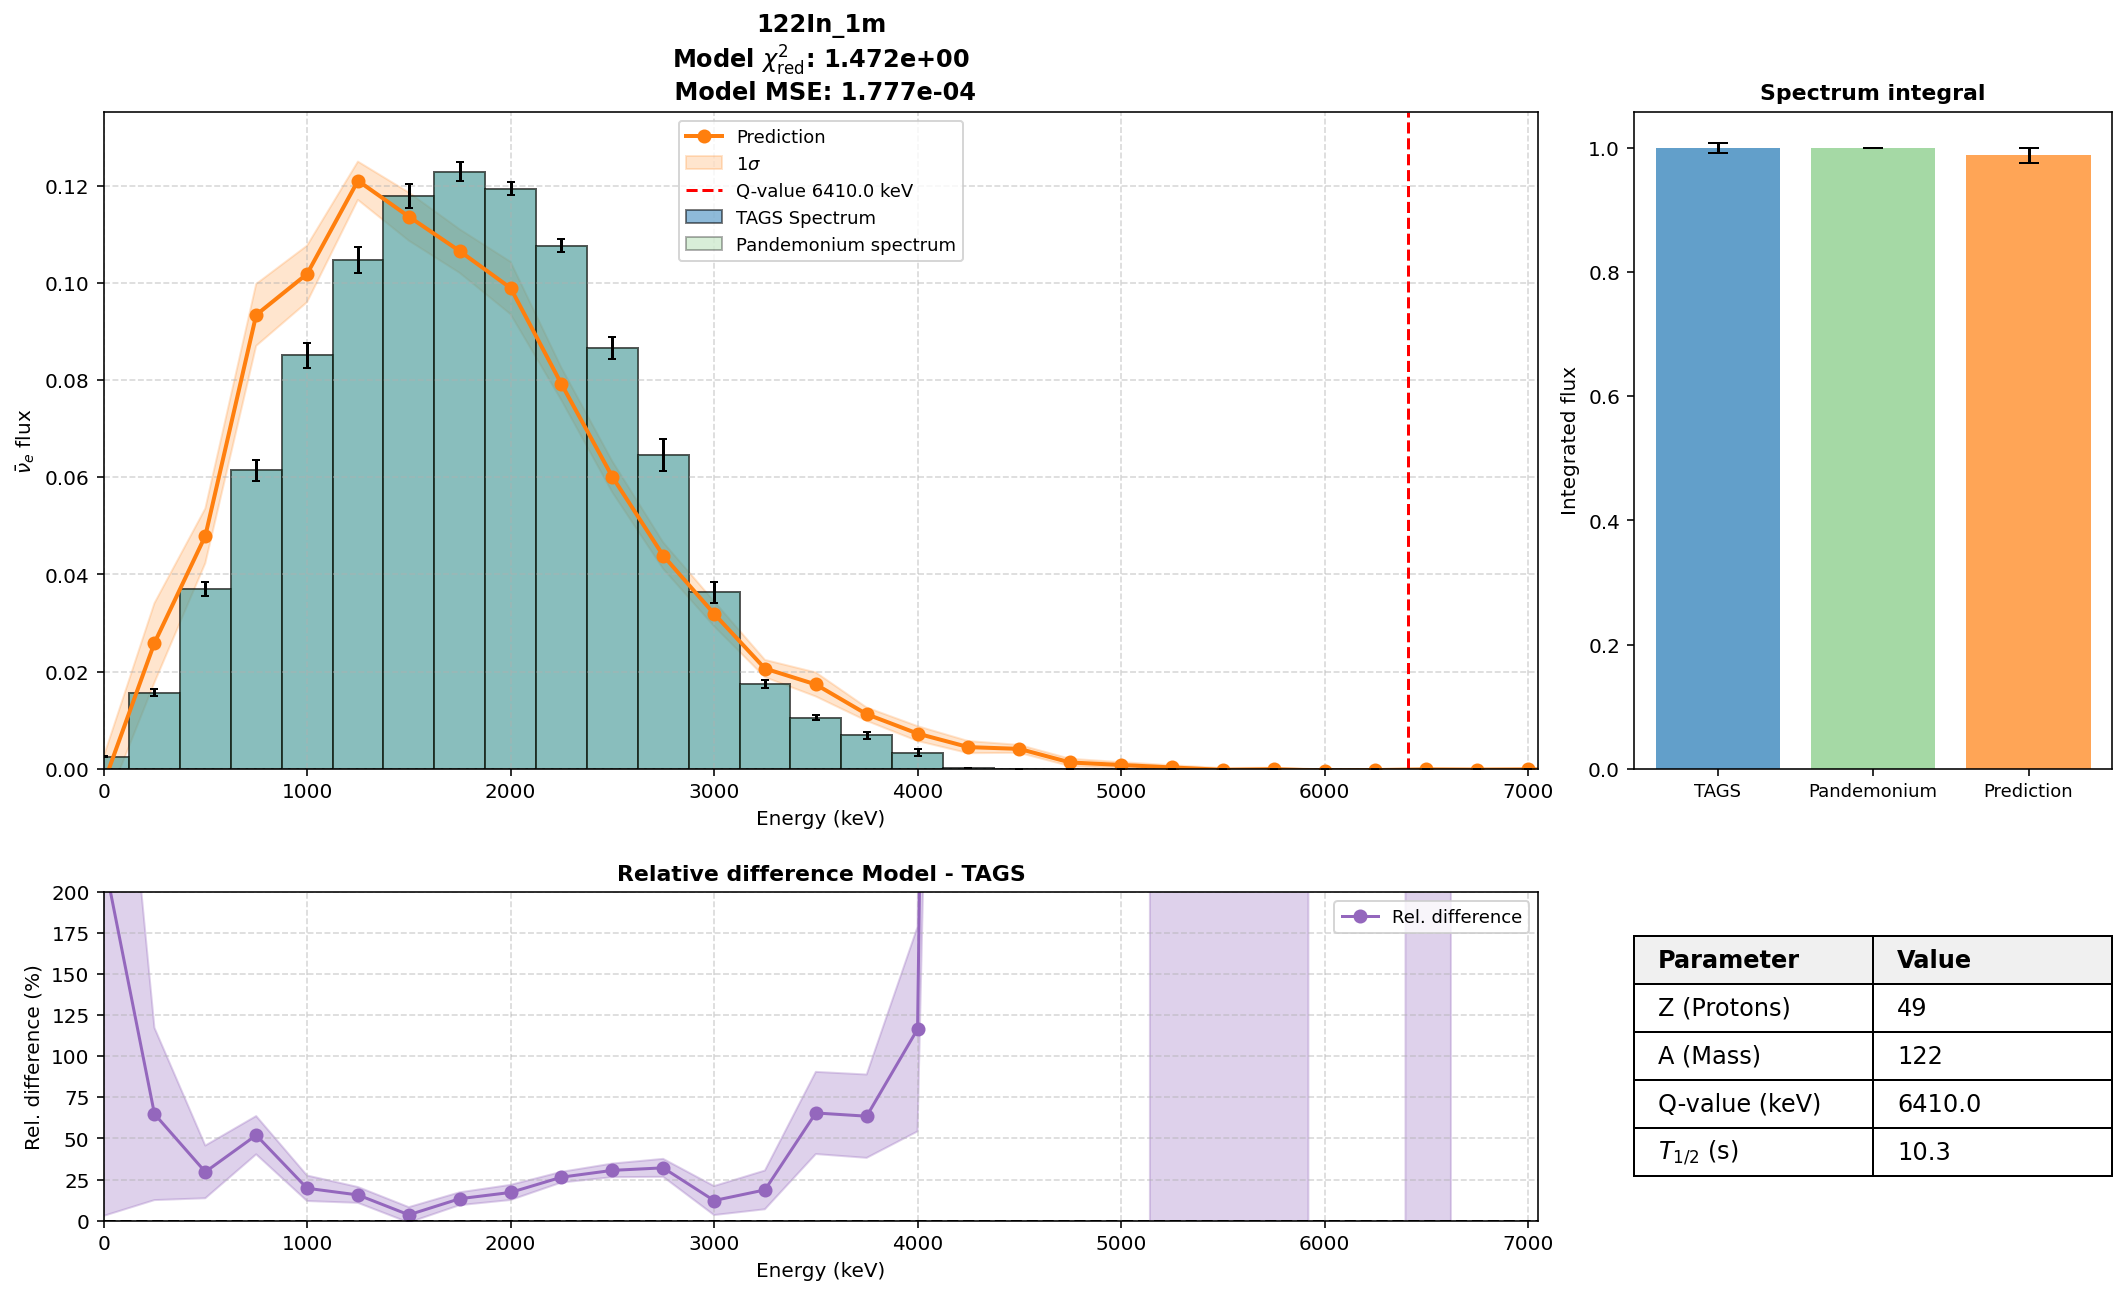 122In_1m
Model χ²red: 1.472e+00
Model MSE: 1.777e-04
Prediction
1σ
Q-value 6410.0 keV
TAGS Spectrum
Pandemonium spectrum
0.12
0.10
0.08
0.06
0.04
0.02
0.00
ν̄e flux
0 1000 2000 3000 4000 5000 6000 7000
Energy (keV)
Spectrum integral
1.0
0.8
0.6
0.4
0.2
0.0
Integrated flux
TAGS Pandemonium Prediction
Relative difference Model - TAGS
Rel. difference
200
175
150
125
100
75
50
25
0
Rel. difference (%)
0 1000 2000 3000 4000 5000 6000 7000
Energy (keV)
Parameter Value
Z (Protons) 49
A (Mass) 122
Q-value (keV) 6410.0
T1/2 (s) 10.3